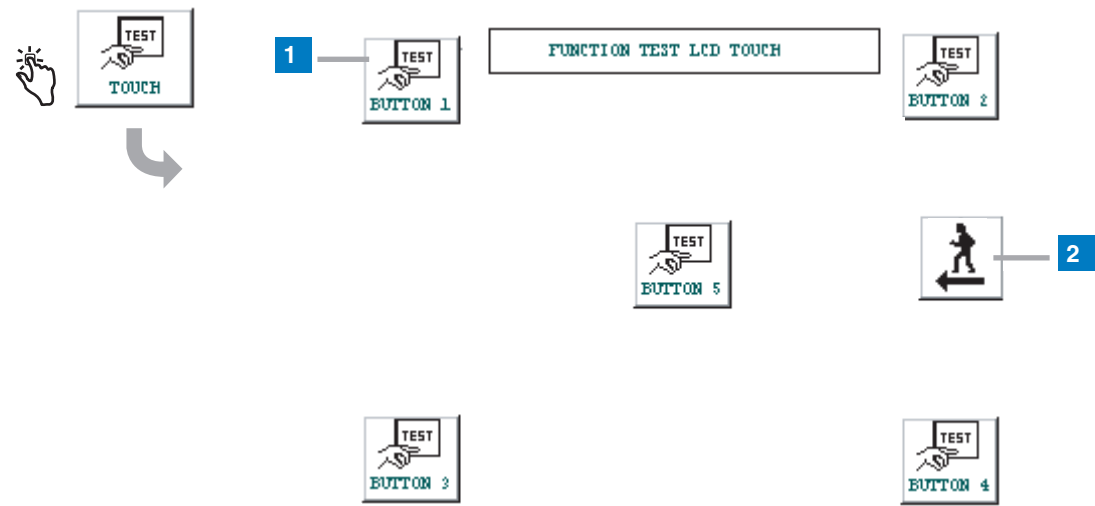 TEST
TOUCH
1
TEST
BUTTON 1
FUNCTION TEST LCD TOUCH
TEST
BUTTON 2
TEST
BUTTON 5
2
TEST
BUTTON 3
TEST
BUTTON 4